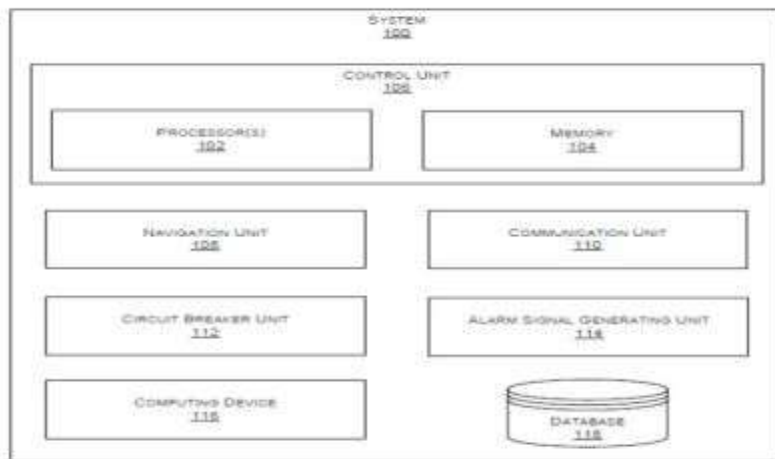 SYSTEM
100
CONTROL UNIT
106
PROCESSOR(S)
102
MEMORY
104
NAVIGATION UNIT
108
COMMUNICATION UNIT
110
CIRCUIT BREAKER UNIT
112
ALARM SIGNAL GENERATING UNIT
114
COMPUTING DEVICE
116
DATABASE
118